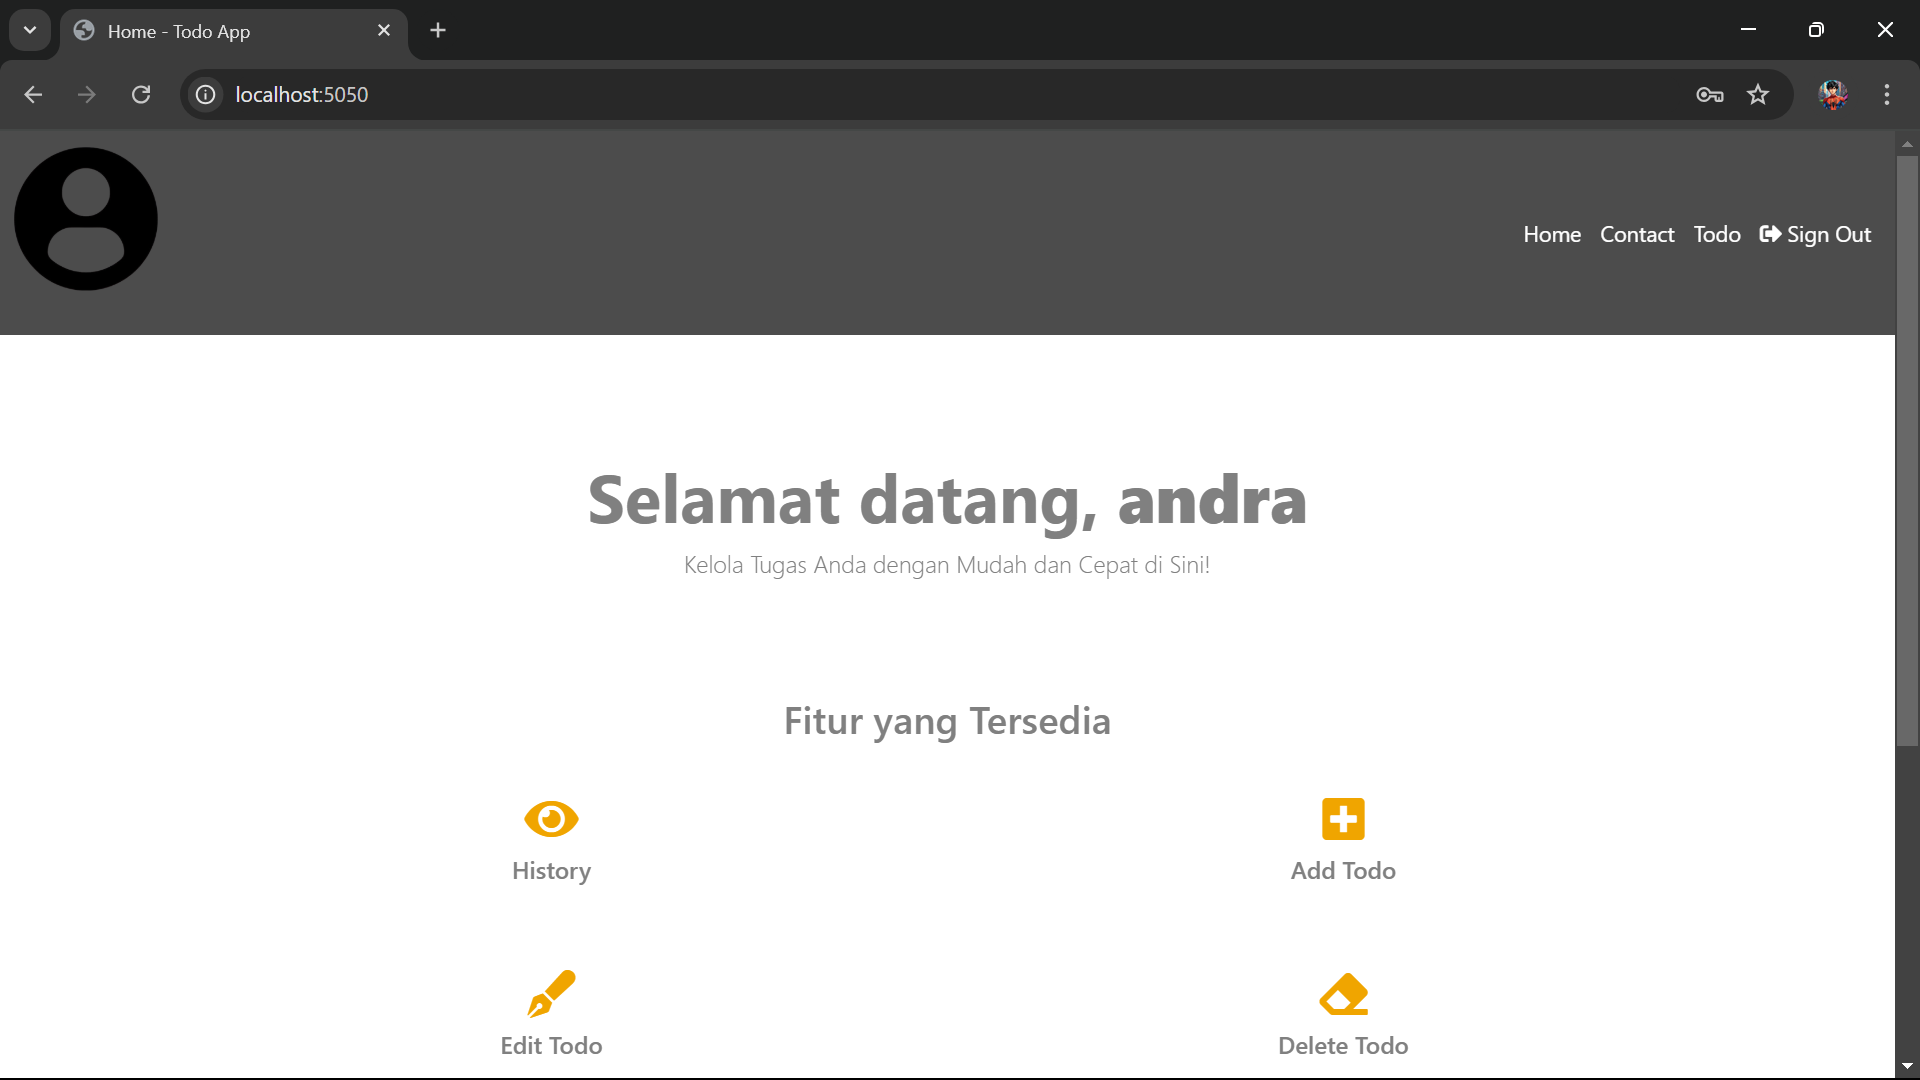 Home - Todo App
localhost:5050
Home Contact Todo Sign Out
Selamat datang, andra
Kelola Tugas Anda dengan Mudah dan Cepat di Sini!
Fitur yang Tersedia
History
Add Todo
Edit Todo
Delete Todo